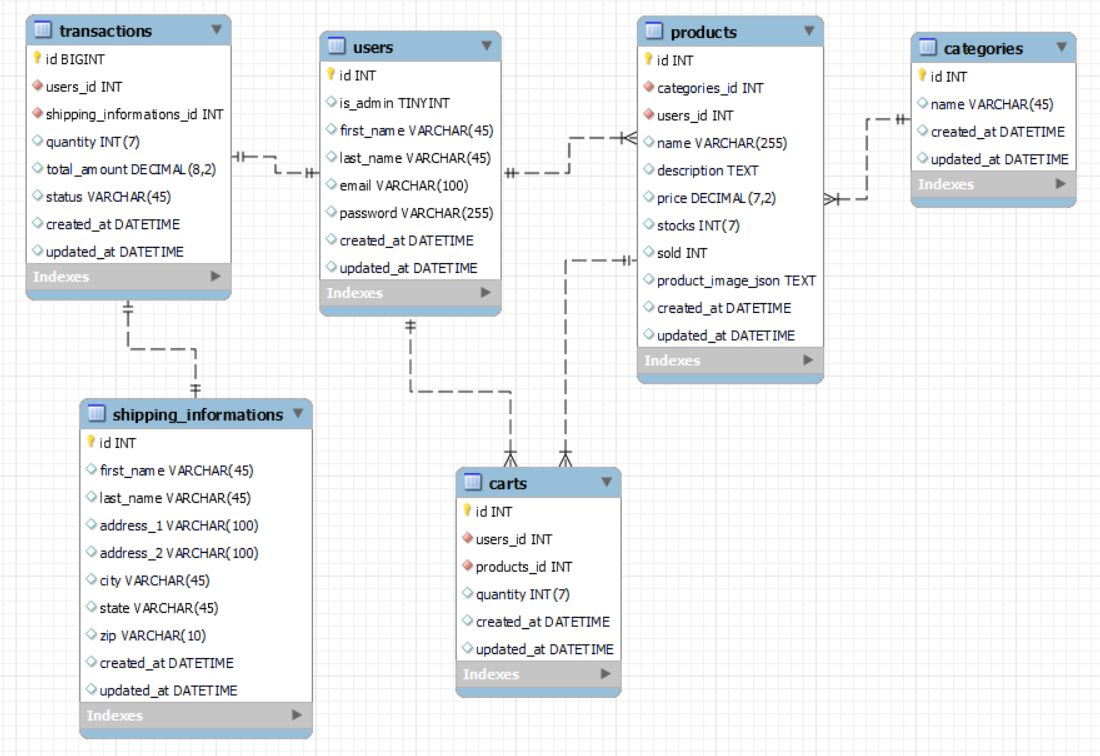 transactions
id BIGINT
users_id INT
shipping_informations_id INT
quantity INT(7)
total_amount DECIMAL(8,2)
status VARCHAR(45)
created_at DATETIME
updated_at DATETIME
Indexes
users
id INT
is_admin TINYINT
first_name VARCHAR(45)
last_name VARCHAR(45)
email VARCHAR(100)
password VARCHAR(255)
created_at DATETIME
updated_at DATETIME
Indexes
products
id INT
categories_id INT
users_id INT
name VARCHAR(255)
description TEXT
price DECIMAL(7,2)
stocks INT(7)
sold INT
product_image_json TEXT
created_at DATETIME
updated_at DATETIME
Indexes
categories
id INT
name VARCHAR(45)
created_at DATETIME
updated_at DATETIME
Indexes
shipping_informations
id INT
first_name VARCHAR(45)
last_name VARCHAR(45)
address_1 VARCHAR(100)
address_2 VARCHAR(100)
city VARCHAR(45)
state VARCHAR(45)
zip VARCHAR(10)
created_at DATETIME
updated_at DATETIME
Indexes
carts
id INT
users_id INT
products_id INT
quantity INT(7)
created_at DATETIME
updated_at DATETIME
Indexes